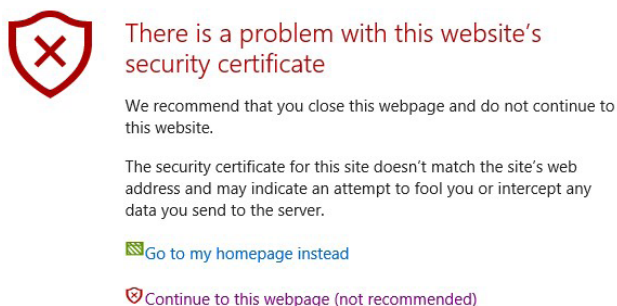 There is a problem with this website's
security certificate
We recommend that you close this webpage and do not continue to
this website.
The security certificate for this site doesn't match the site's web
address and may indicate an attempt to fool you or intercept any
data you send to the server.
Go to my homepage instead
Continue to this webpage (not recommended)